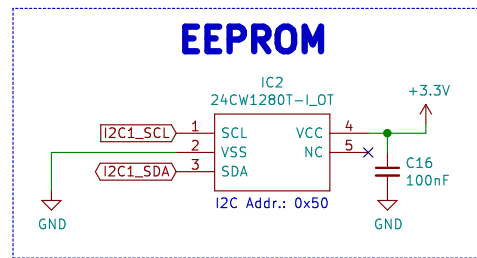 EEPROM
IC2
24CW1280T-I_OT
+3.3V
I2C1_SCL 1 SCL VCC 4
2 VSS NC 5
I2C1_SDA 3 SDA
C16
100nF
I2C Addr.: 0x50
GND
GND